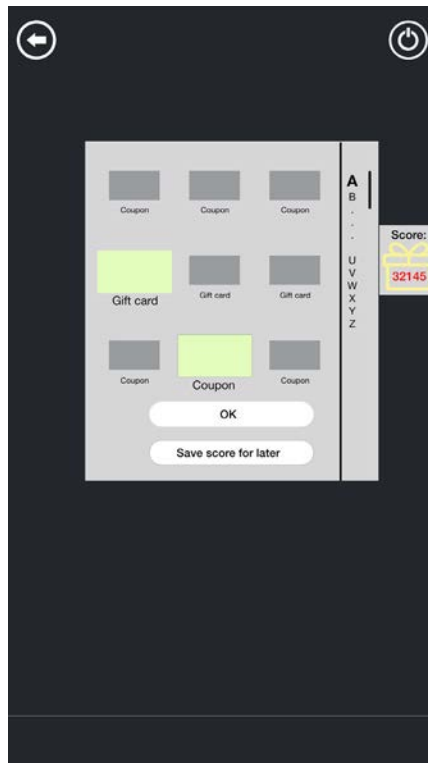 Coupon Coupon Coupon
Gift card Gift card Gift card
Coupon Coupon Coupon
OK
Save score for later
A
B
.
.
.
U
V
W
X
Y
Z
Score:
32145